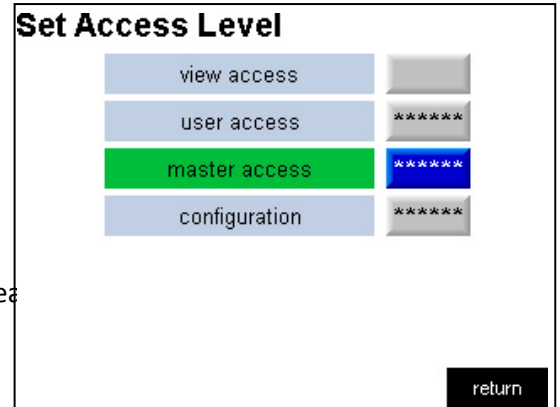 Set Access Level
view access
user access ******
master access ******
configuration ******
return